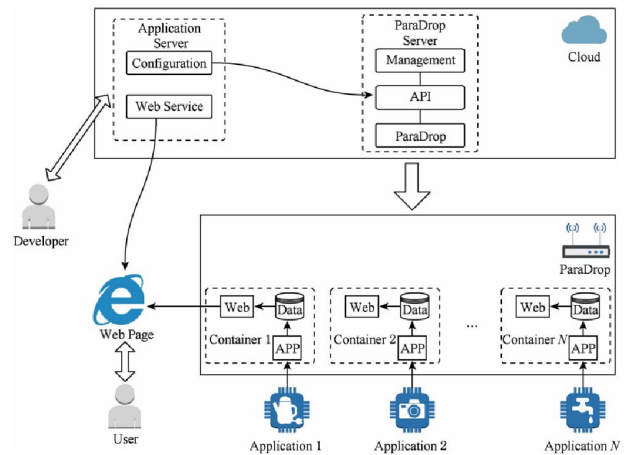 Application
Server
Configuration
Web Service
ParaDrop
Server
Management
API
ParaDrop
Cloud
Developer
ParaDrop
Web
Data
Container 1
APP
Web
Data
Container 2
APP
...
Web
Data
Container N
APP
Web Page
User
Application 1
Application 2
Application N